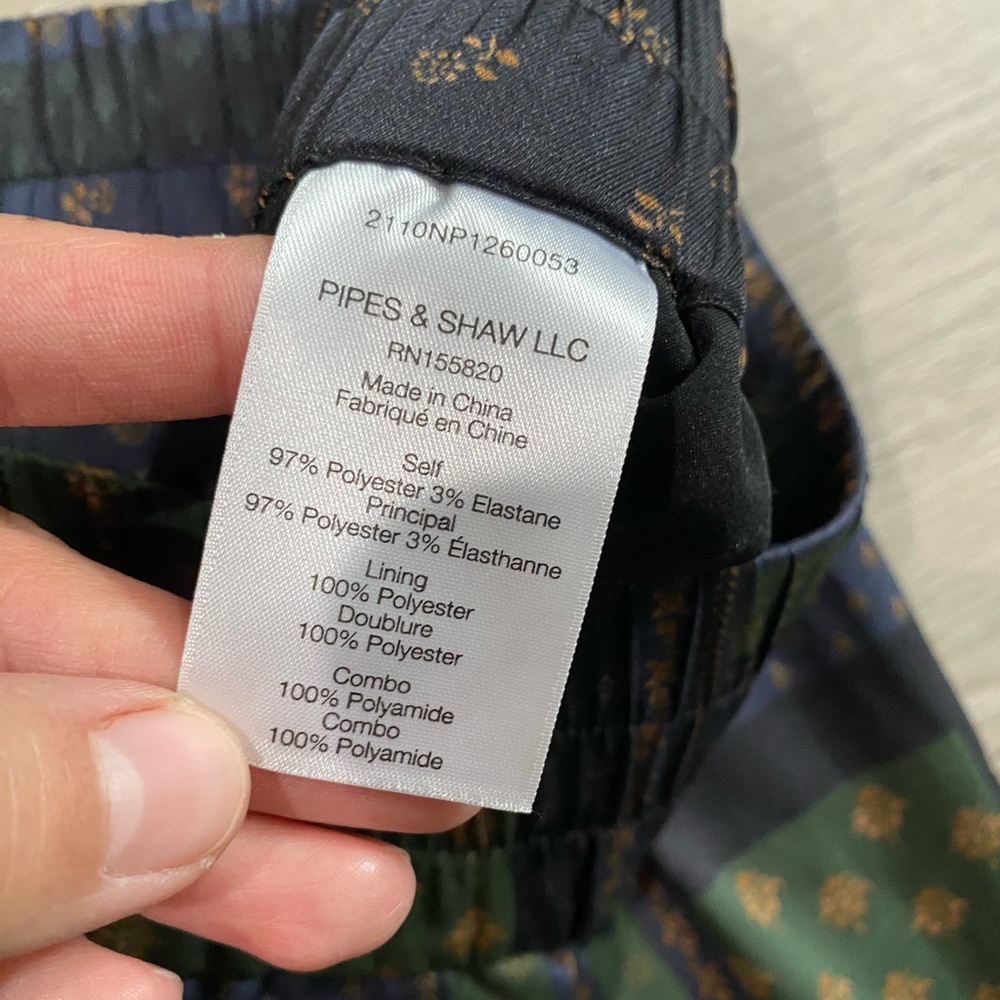 2110NP1260053
PIPES & SHAW LLC
RN155820
Made in China
Fabriqué en Chine
Self
97% Polyester 3% Elastane
Principal
97% Polyester 3% Élasthanne
Lining
100% Polyester
Doublure
100% Polyester
Combo
100% Polyamide
Combo
100% Polyamide